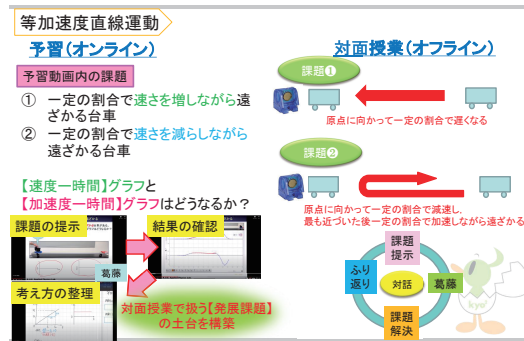 等加速度直線運動
予習(オンライン)
予習動画内の課題
① 一定の割合で速さを増しながら遠
ざかる台車
② 一定の割合で速さを減らしながら
遠ざかる台車
【速度ー時間】グラフと
【加速度ー時間】グラフはどうなるか?
課題の提示
結果の確認
葛藤
考え方の整理
対面授業で扱う【発展課題】
の土台を構築
対面授業(オフライン)
課題❶
原点に向かって一定の割合で遅くなる
課題❷
原点に向かって一定の割合で減速し、
最も近づいた後一定の割合で加速しながら遠ざかる
課題
提示
ふり
返り
対話
葛藤
課題
解決